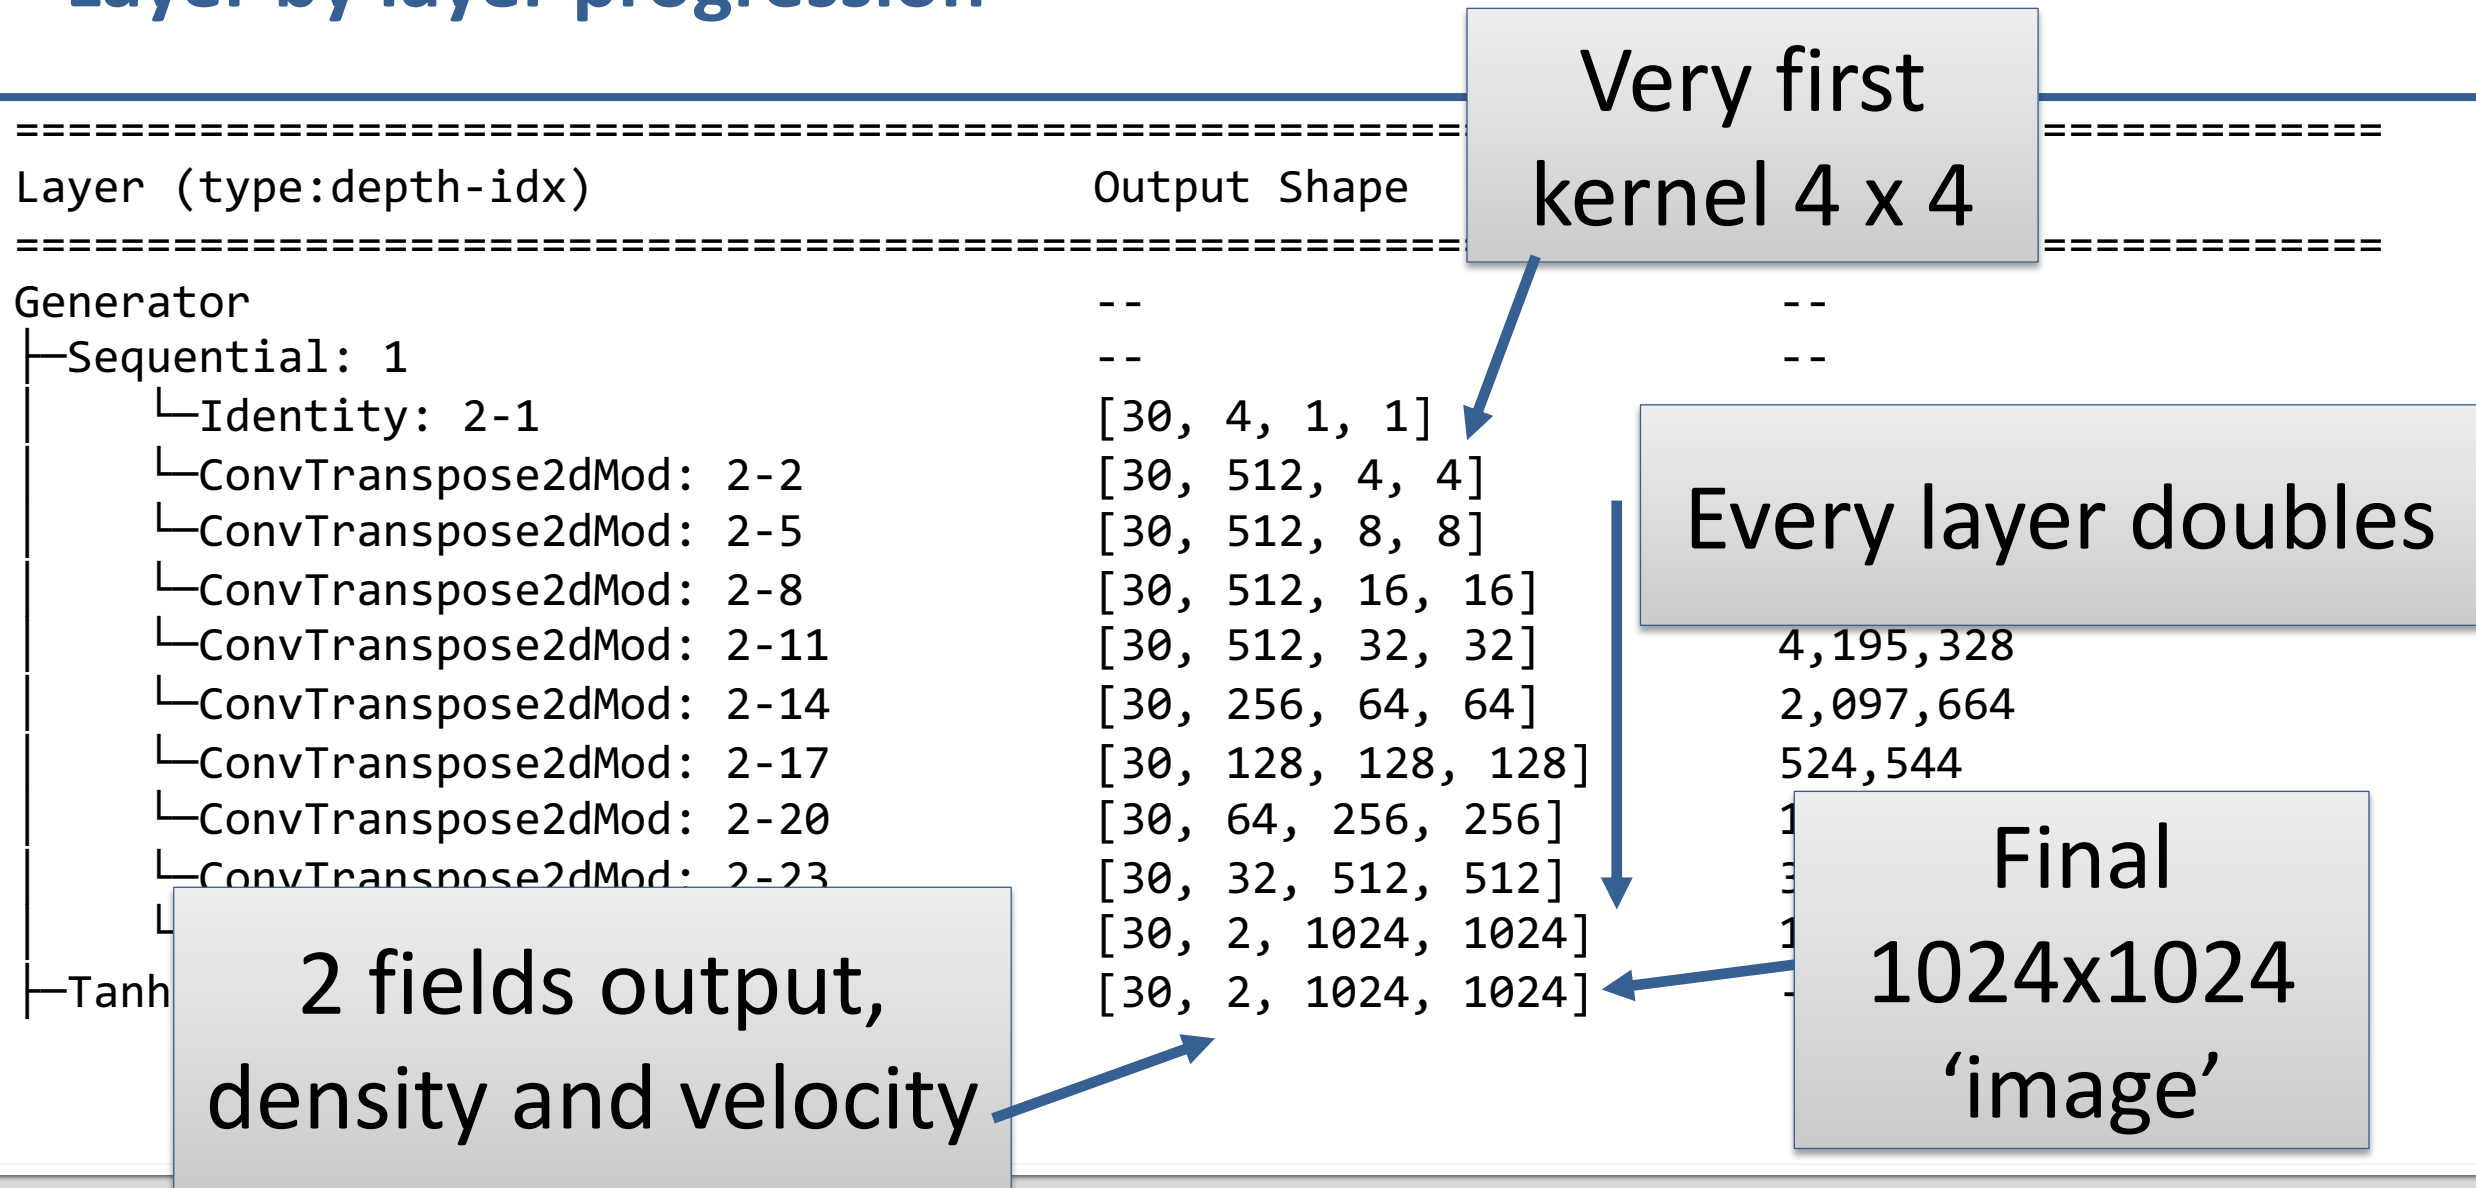 Layer by layer progression
Very first
kernel 4 x 4
==========================================================================================
Layer (type:depth-idx) Output Shape
==========================================================================================
Generator -- --
├─Sequential: 1 -- --
│ └─Identity: 2-1 [30, 4, 1, 1]
│ └─ConvTranspose2dMod: 2-2 [30, 512, 4, 4]
│ └─ConvTranspose2dMod: 2-5 [30, 512, 8, 8]
Every layer doubles
│ └─ConvTranspose2dMod: 2-8 [30, 512, 16, 16]
│ └─ConvTranspose2dMod: 2-11 [30, 512, 32, 32] 4,195,328
│ └─ConvTranspose2dMod: 2-14 [30, 256, 64, 64] 2,097,664
│ └─ConvTranspose2dMod: 2-17 [30, 128, 128, 128] 524,544
│ └─ConvTranspose2dMod: 2-20 [30, 64, 256, 256]
│ └─ConvTranspose2dMod: 2-23 [30, 32, 512, 512]
│ └ [30, 2, 1024, 1024]
├─Tanh [30, 2, 1024, 1024]
2 fields output,
density and velocity
Final
1024x1024
‘image’